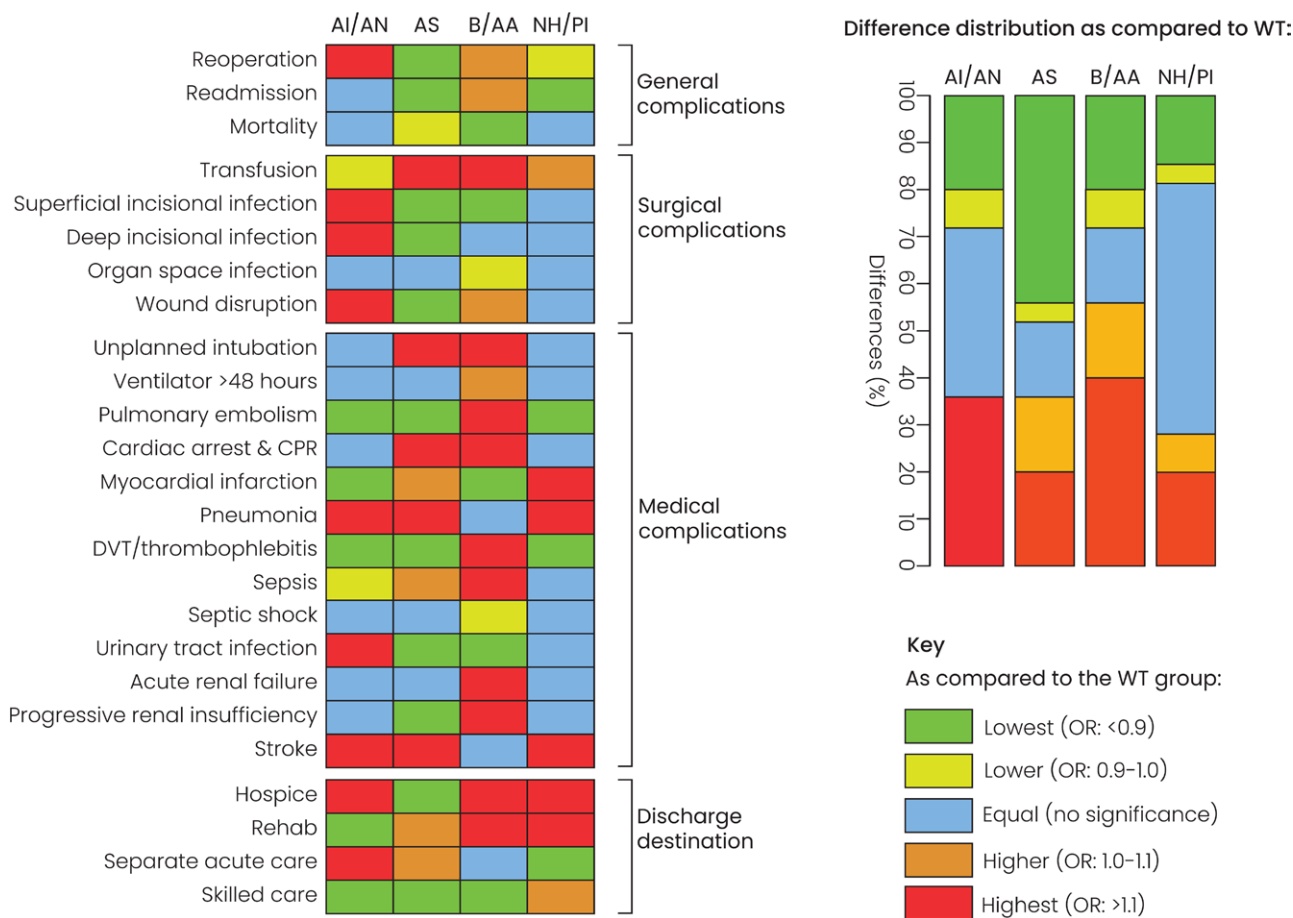 AI/AN AS B/AA NH/PI
Reoperation
Readmission
Mortality
General
complications
Transfusion
Superficial incisional infection
Deep incisional infection
Organ space infection
Wound disruption
Surgical
complications
Unplanned intubation
Ventilator >48 hours
Pulmonary embolism
Cardiac arrest & CPR
Myocardial infarction
Pneumonia
DVT/thrombophlebitis
Sepsis
Septic shock
Urinary tract infection
Acute renal failure
Progressive renal insufficiency
Stroke
Medical
complications
Hospice
Rehab
Separate acute care
Skilled care
Discharge
destination
Difference distribution as compared to WT:
AI/AN AS B/AA NH/PI
100
90
80
70
60
50
40
30
20
10
0
Differences (%)
Key
As compared to the WT group:
Lowest (OR: <0.9)
Lower (OR: 0.9-1.0)
Equal (no significance)
Higher (OR: 1.0-1.1)
Highest (OR: >1.1)